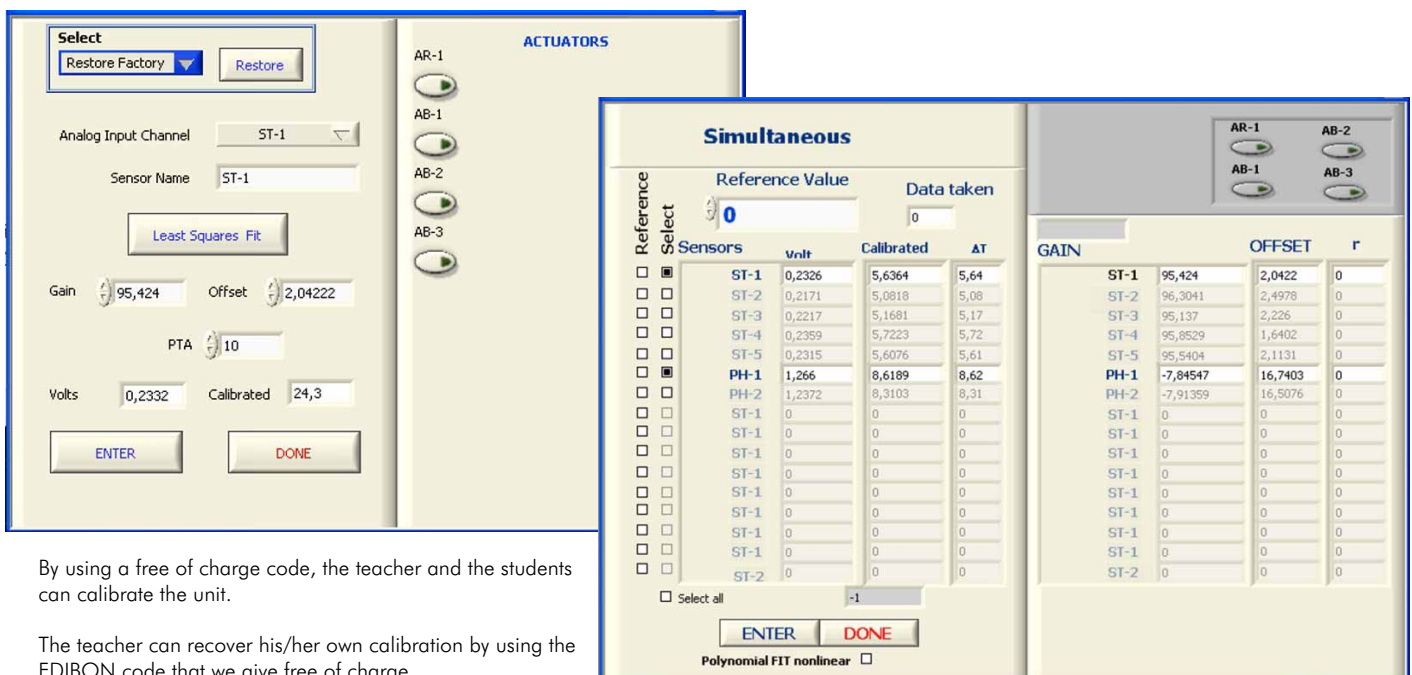 Select
Restore Factory Restore
Analog Input Channel ST-1
Sensor Name ST-1
Least Squares Fit
Gain 95,424 Offset 2,04222
PTA 10
Volts 0,2332 Calibrated 24,3
ENTER DONE
ACTUATORS
AR-1
AB-1
AB-2
AB-3
By using a free of charge code, the teacher and the students
can calibrate the unit.
The teacher can recover his/her own calibration by using the
EDIBON code that we give free of charge
Simultaneous
Reference Value Data taken
0 0
Reference
Select
Sensors Volt Calibrated ΔT
ST-1 0,2326 5,6364 5,64
ST-2 0,2171 5,0818 5,08
ST-3 0,2217 5,1681 5,17
ST-4 0,2359 5,7223 5,72
ST-5 0,2315 5,6076 5,61
PH-1 1,266 8,6189 8,62
PH-2 1,2372 8,3103 8,31
ST-1 0 0 0
ST-1 0 0 0
ST-1 0 0 0
ST-1 0 0 0
ST-1 0 0 0
ST-1 0 0 0
ST-1 0 0 0
ST-1 0 0 0
ST-2 0 0 0
Select all -1
ENTER DONE
Polynomial FIT nonlinear
AR-1 AB-2
AB-1 AB-3
GAIN OFFSET r
ST-1 95,424 2,0422 0
ST-2 96,3041 2,4978 0
ST-3 95,137 2,226 0
ST-4 95,8529 1,6402 0
ST-5 95,5404 2,1131 0
PH-1 -7,84547 16,7403 0
PH-2 -7,91359 16,5076 0
ST-1 0 0 0
ST-1 0 0 0
ST-1 0 0 0
ST-1 0 0 0
ST-1 0 0 0
ST-1 0 0 0
ST-1 0 0 0
ST-1 0 0 0
ST-2 0 0 0